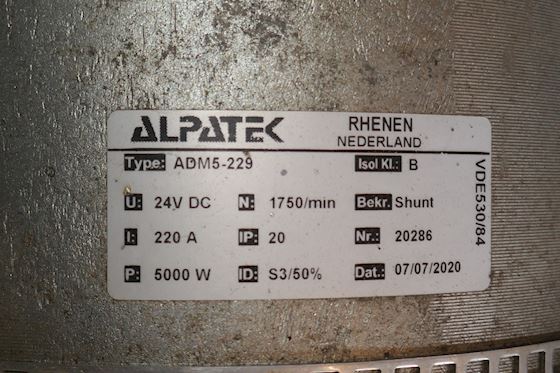 ALPATEK RHENEN
NEDERLAND
Type: ADM5-229 Isol Kl.: B
U: 24V DC N: 1750/min Bekr. Shunt
I: 220 A IP: 20 Nr.: 20286
P: 5000 W ID: S3/50% Dat.: 07/07/2020
VDE530/84